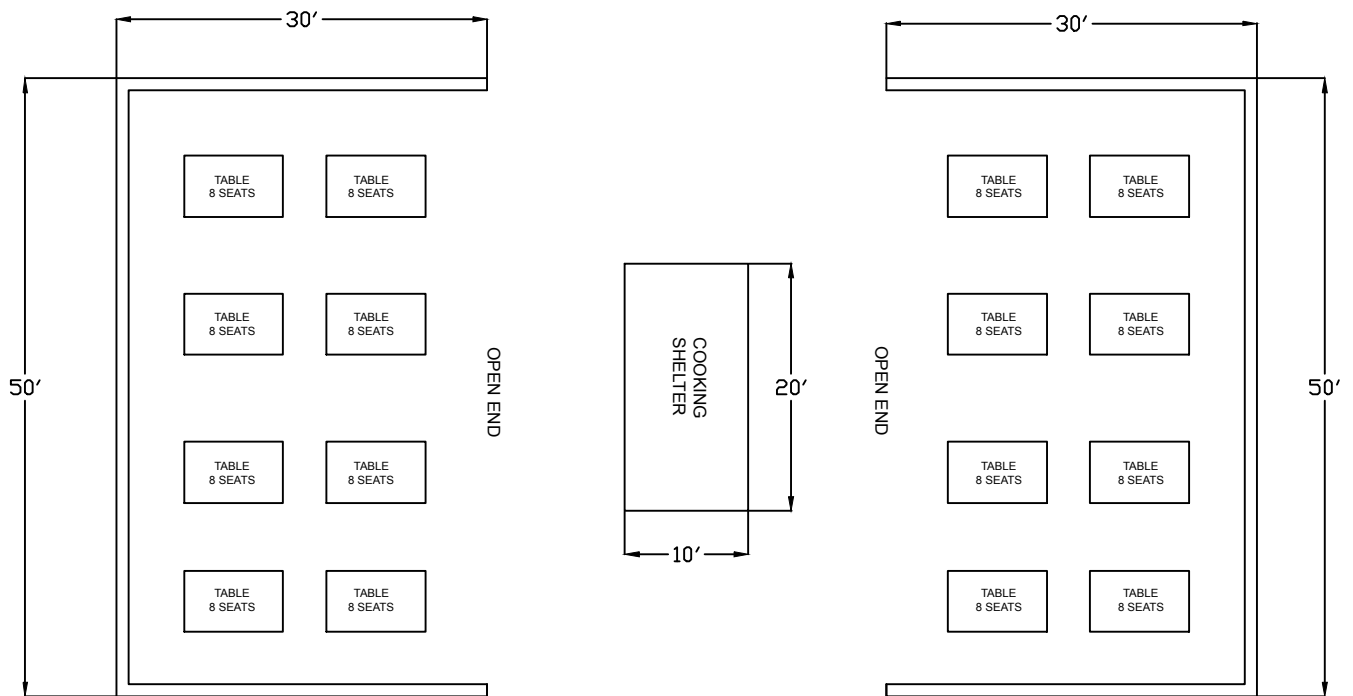 30'
30'
TABLE
8 SEATS
TABLE
8 SEATS
TABLE
8 SEATS
TABLE
8 SEATS
TABLE
8 SEATS
TABLE
8 SEATS
TABLE
8 SEATS
TABLE
8 SEATS
50'
OPEN END
COOKING
SHELTER
20'
OPEN END
50'
TABLE
8 SEATS
TABLE
8 SEATS
TABLE
8 SEATS
TABLE
8 SEATS
10'
TABLE
8 SEATS
TABLE
8 SEATS
TABLE
8 SEATS
TABLE
8 SEATS